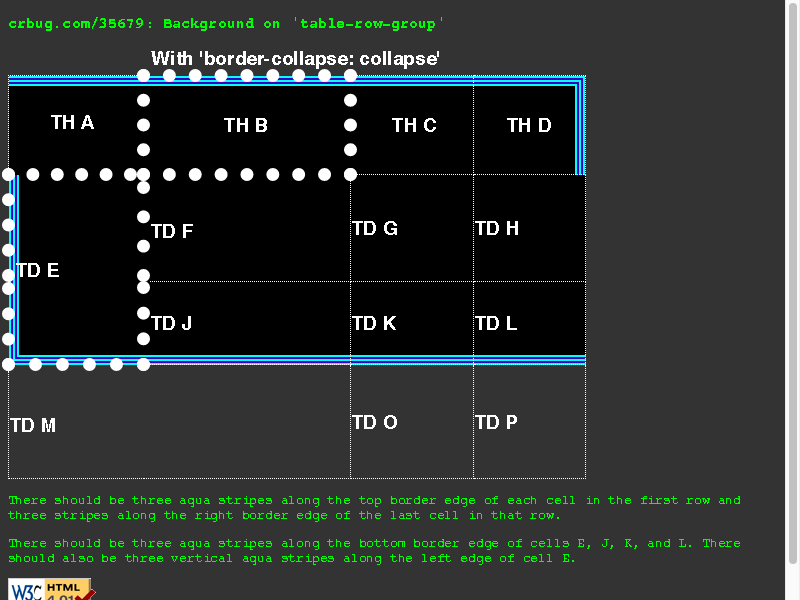 crbug.com/35679: Background on 'table-row-group'
With 'border-collapse: collapse'
TH A TH B TH C TH D
TD E TD F TD G TD H
TD J TD K TD L
TD M TD O TD P
There should be three aqua stripes along the top border edge of each cell in the first row and
three stripes along the right border edge of the last cell in that row.
There should be three aqua stripes along the bottom border edge of cells E, J, K, and L. There
should also be three vertical aqua stripes along the left edge of cell E.
W3C HTML
4.01